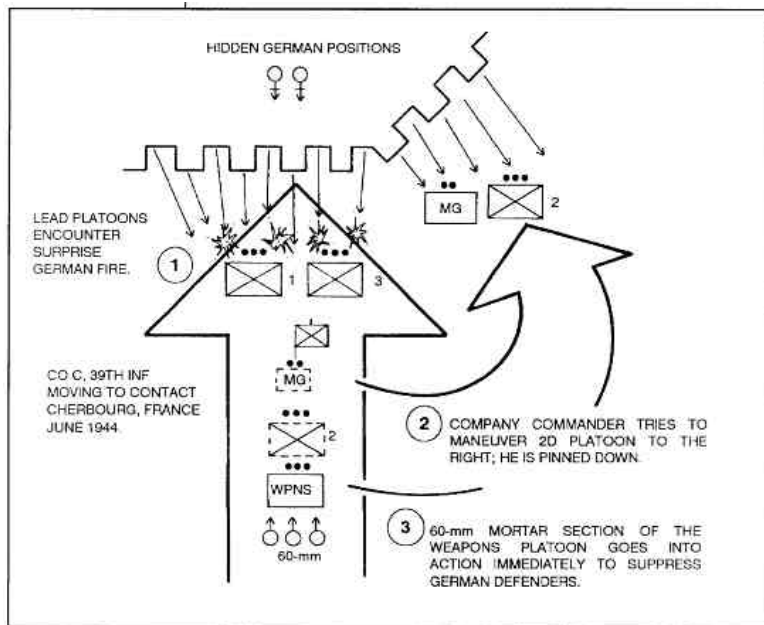 HIDDEN GERMAN POSITIONS
MG
2
LEAD PLATOONS
ENCOUNTER
SURPRISE
GERMAN FIRE.
1
1
3
CO C, 39TH INF
MOVING TO CONTACT
CHERBOURG, FRANCE
JUNE 1944.
MG
2
WPNS
60-mm
2
COMPANY COMMANDER TRIES TO
MANEUVER 2D PLATOON TO THE
RIGHT; HE IS PINNED DOWN.
3
60-mm MORTAR SECTION OF THE
WEAPONS PLATOON GOES INTO
ACTION IMMEDIATELY TO SUPPRESS
GERMAN DEFENDERS.